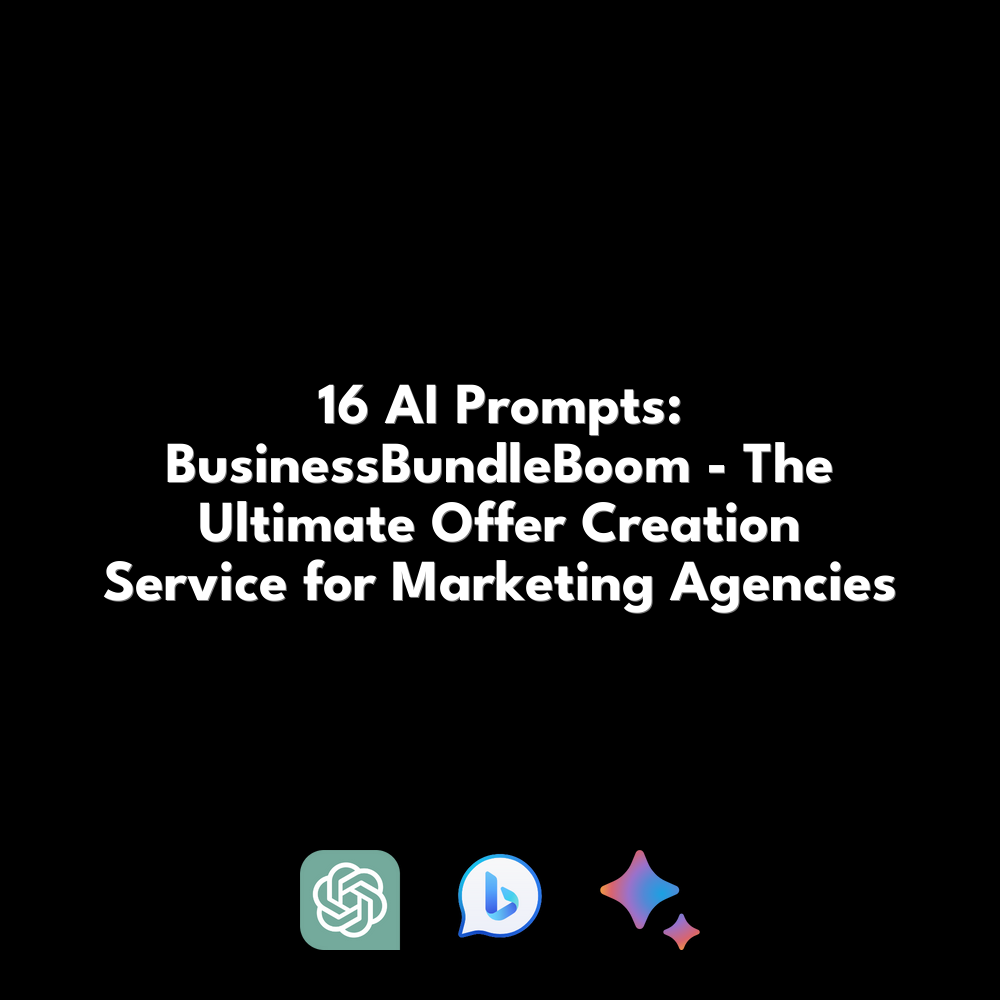 16 AI Prompts:
BusinessBundleBoom - The
Ultimate Offer Creation
Service for Marketing Agencies